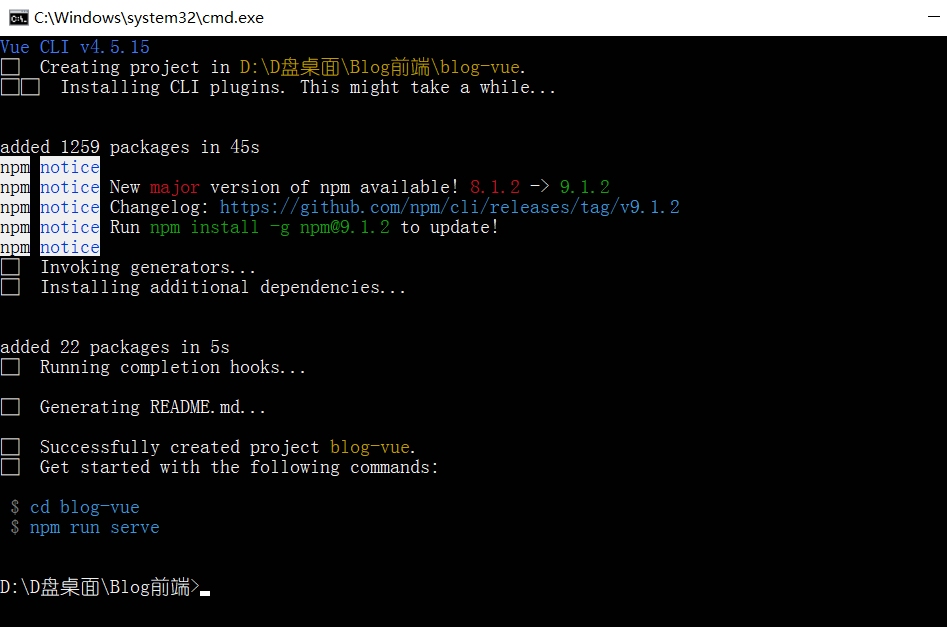 C:\Windows\system32\cmd.exe
Vue CLI v4.5.15
Creating project in D:\D盘桌面\Blog前端\blog-vue.
Installing CLI plugins. This might take a while...
added 1259 packages in 45s
npm notice
npm notice New major version of npm available! 8.1.2 -> 9.1.2
npm notice Changelog: https://github.com/npm/cli/releases/tag/v9.1.2
npm notice Run npm install -g npm@9.1.2 to update!
npm notice
Invoking generators...
Installing additional dependencies...
added 22 packages in 5s
Running completion hooks...
Generating README.md...
Successfully created project blog-vue.
Get started with the following commands:
$ cd blog-vue
$ npm run serve
D:\D盘桌面\Blog前端>